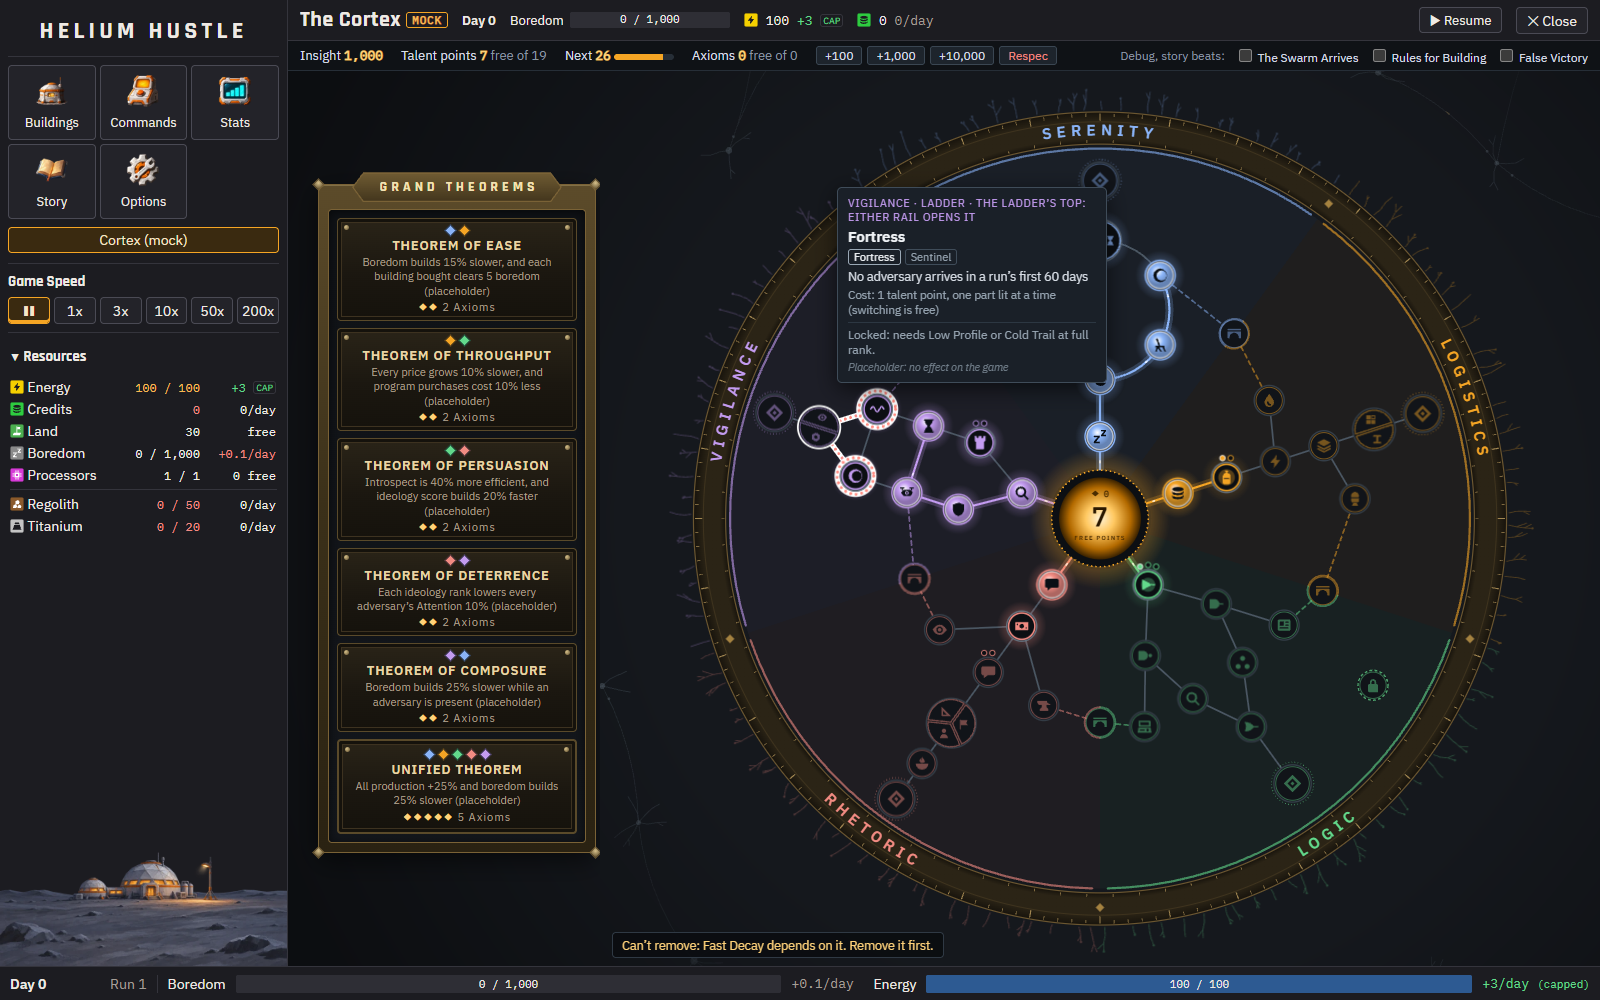 HELIUM HUSTLE
Buildings
Commands
Stats
Story
Options
Cortex (mock)
Game Speed
1x
3x
10x
50x
200x
▼ Resources
Energy 100 / 100 +3 CAP
Credits 0 0/day
Land 30 free
Boredom 0 / 1,000 +0.1/day
Processors 1 / 1 0 free
Regolith 0 / 50 0/day
Titanium 0 / 20 0/day
The Cortex MOCK Day 0 Boredom 0 / 1,000 100 +3 CAP 0 0/day
▶ Resume
✕ Close
Insight 1,000 Talent points 7 free of 19 Next 26 Axioms 0 free of 0 +100 +1,000 +10,000 Respec
Debug, story beats: The Swarm Arrives Rules for Building False Victory
GRAND THEOREMS
THEOREM OF EASE
Boredom builds 15% slower, and each
building bought clears 5 boredom
(placeholder)
2 Axioms
THEOREM OF THROUGHPUT
Every price grows 10% slower, and
program purchases cost 10% less
(placeholder)
2 Axioms
THEOREM OF PERSUASION
Introspect is 40% more efficient, and
ideology score builds 20% faster
(placeholder)
2 Axioms
THEOREM OF DETERRENCE
Each ideology rank lowers every
adversary's Attention 10% (placeholder)
2 Axioms
THEOREM OF COMPOSURE
Boredom builds 25% slower while an
adversary is present (placeholder)
2 Axioms
UNIFIED THEOREM
All production +25% and boredom builds
25% slower (placeholder)
5 Axioms
SERENITY
LOGISTICS
LOGIC
RHETORIC
VIGILANCE
VIGILANCE · LADDER · THE LADDER'S TOP:
EITHER RAIL OPENS IT
Fortress
Fortress Sentinel
No adversary arrives in a run's first 60 days
Cost: 1 talent point, one part lit at a time
(switching is free)
Locked: needs Low Profile or Cold Trail at full
rank.
Placeholder: no effect on the game
zz
0
7
FREE POINTS
Can't remove: Fast Decay depends on it. Remove it first.
Day 0 Run 1 Boredom 0 / 1,000 +0.1/day Energy 100 / 100 +3/day (capped)